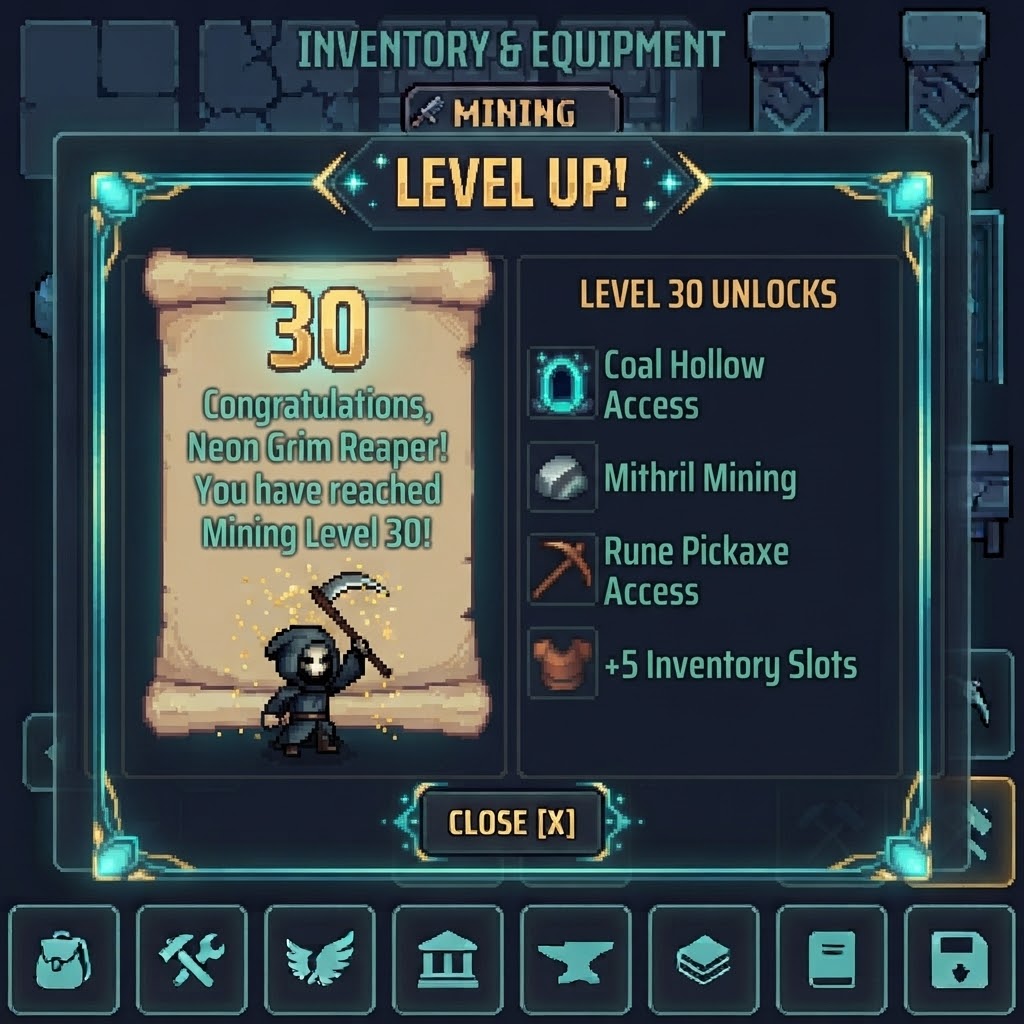 INVENTORY & EQUIPMENT
MINING
LEVEL UP!
30
Congratulations,
Neon Grim Reaper!
You have reached
Mining Level 30!
LEVEL 30 UNLOCKS
Coal Hollow
Access
Mithril Mining
Rune Pickaxe
Access
+5 Inventory Slots
CLOSE [X]